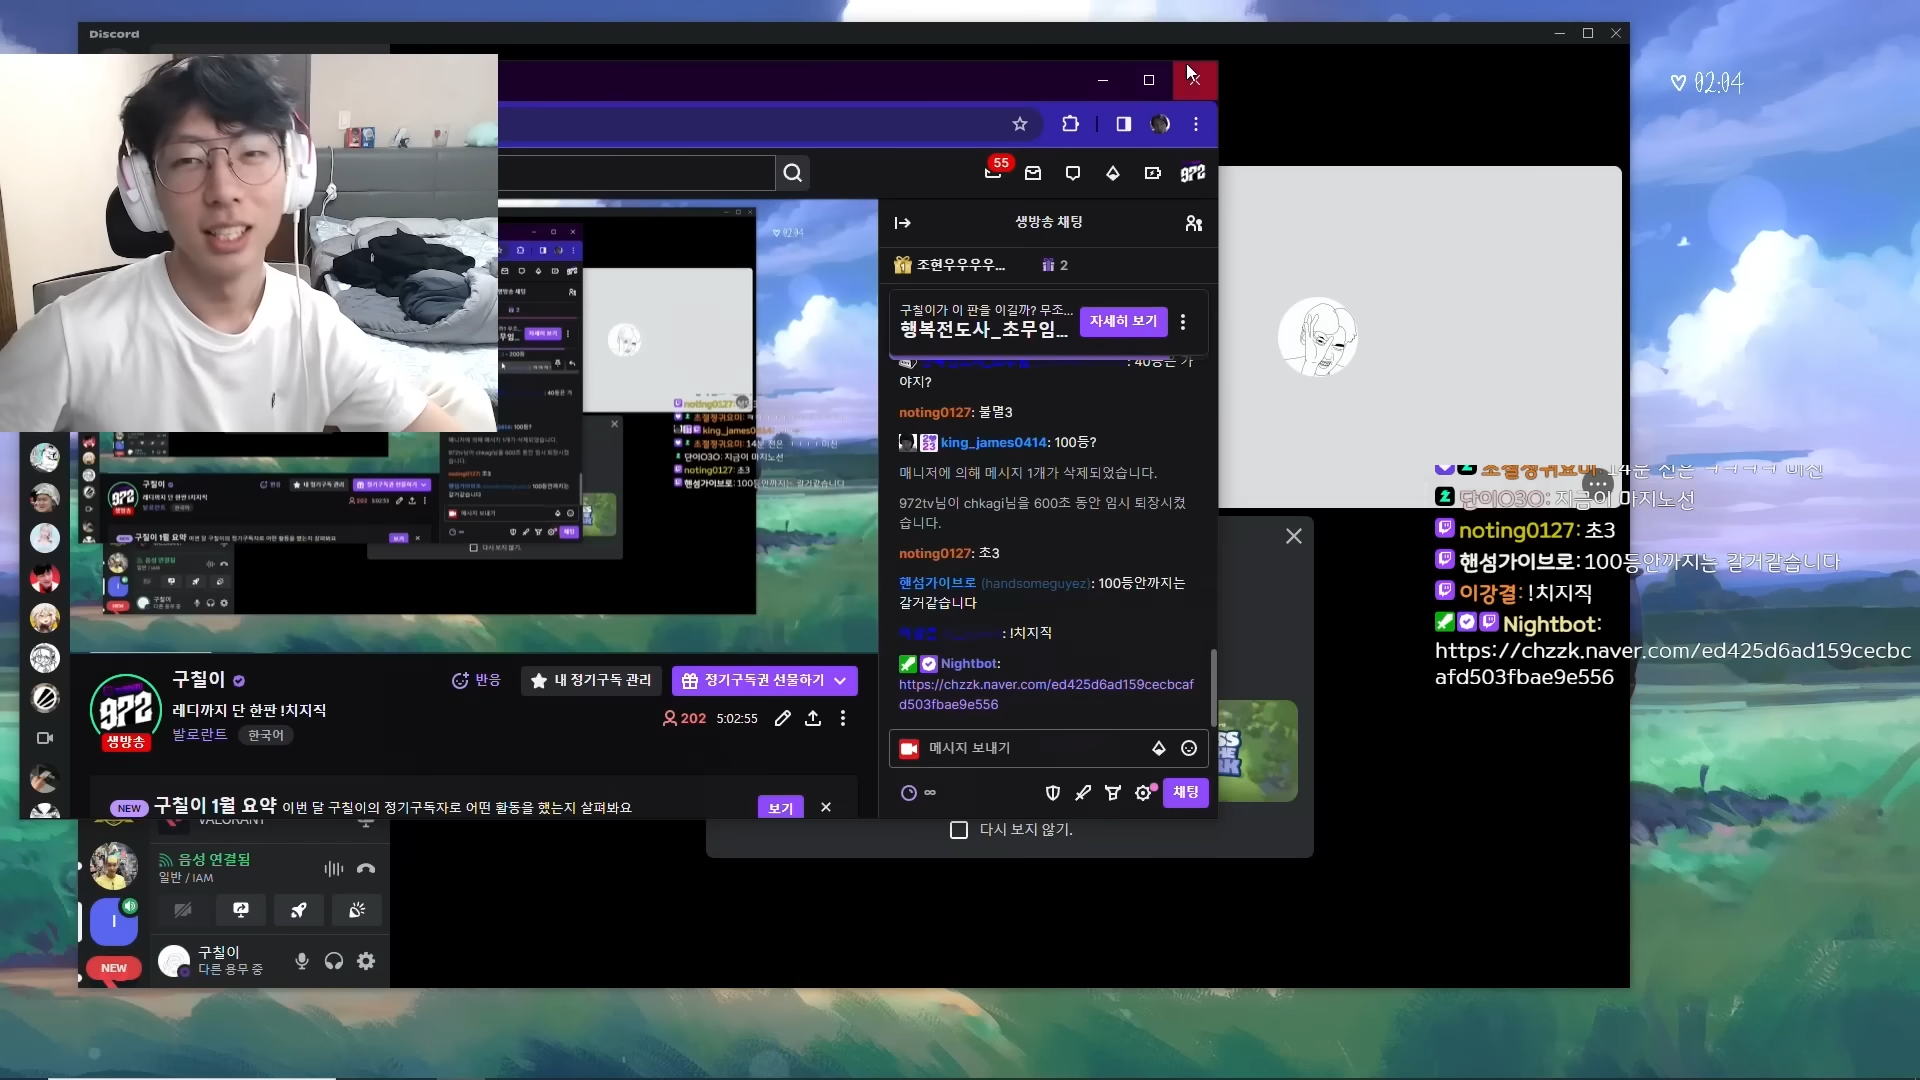 Discord
02:04
55
972
생방송 채팅
조현우우우우... 2
구칠이가 이 판을 이길까? 무조...
행복전도사_초무임...
자세히 보기
: 40등은 가
야지?
noting0127: 불멸3
king_james0414: 100등?
매니저에 의해 메시지 1개가 삭제되었습니다.
972tv님이 chkagi님을 600초 동안 임시 퇴장시켰
습니다.
noting0127: 초3
핸섬가이브로 (handsomeguyez): 100등안까지는
갈거같습니다
: !치지직
Nightbot:
https://chzzk.naver.com/ed425d6ad159cecbcaf
d503fbae9e556
메시지 보내기
채팅
972
생방송
구칠이
레디까지 단 한판 !치지직
발로란트
한국어
반응
내 정기구독 관리
정기구독권 선물하기
202
5:02:55
NEW
구칠이 1월 요약 이번 달 구칠이의 정기구독자로 어떤 활동을 했는지 살펴봐요
보기
VALORANT
음성 연결됨
일반 / IAM
I
구칠이
다른 용무 중
NEW
다시 보지 않기.
단이O3O: 지금이 마지노선
noting0127: 초3
핸섬가이브로: 100등안까지는 갈거같습니다
이강결: !치지직
Nightbot:
https://chzzk.naver.com/ed425d6ad159cecbc
afd503fbae9e556